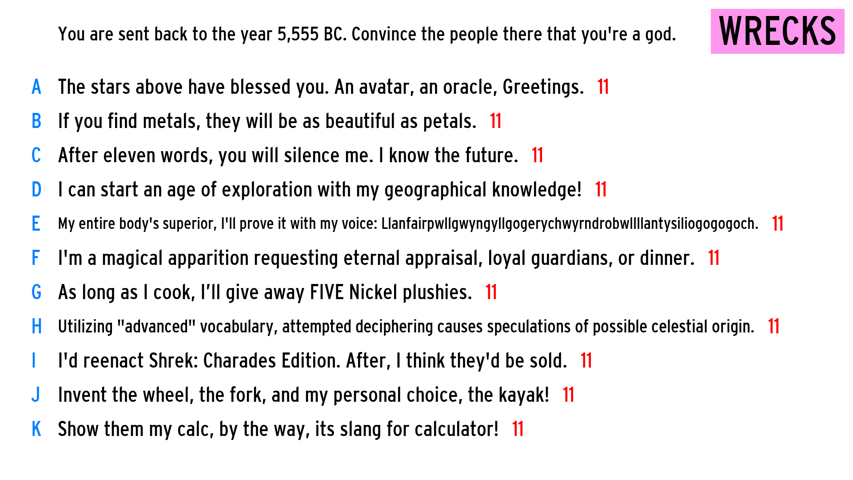 You are sent back to the year 5,555 BC. Convince the people there that you're a god. WRECKS
A The stars above have blessed you. An avatar, an oracle, Greetings. 11
B If you find metals, they will be as beautiful as petals. 11
C After eleven words, you will silence me. I know the future. 11
D I can start an age of exploration with my geographical knowledge! 11
E My entire body's superior, I'll prove it with my voice: Llanfairpwllgwyngyllgogerychwyrndrobwllllantysiliogogogoch. 11
F I'm a magical apparition requesting eternal appraisal, loyal guardians, or dinner. 11
G As long as I cook, I’ll give away FIVE Nickel plushies. 11
H Utilizing "advanced" vocabulary, attempted deciphering causes speculations of possible celestial origin. 11
I I'd reenact Shrek: Charades Edition. After, I think they'd be sold. 11
J Invent the wheel, the fork, and my personal choice, the kayak! 11
K Show them my calc, by the way, its slang for calculator! 11